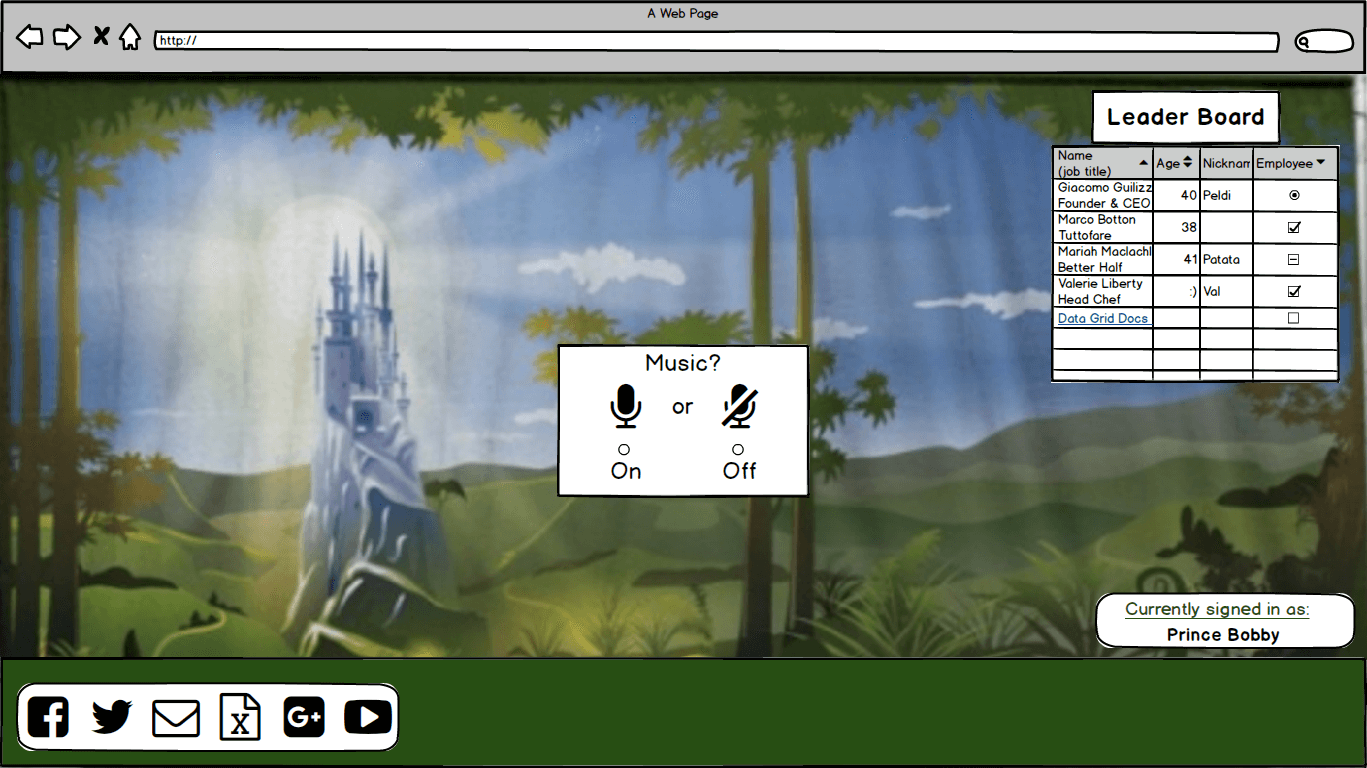 A Web Page
http://
Leader Board
Name
(job title)
Age
Nicknam
Employee
Giacomo Guilizz
Founder & CEO
40
Peldi
Marco Botton
Tuttofare
38
Mariah Maclachl
Better Half
41
Patata
Valerie Liberty
Head Chef
:)
Val
Data Grid Docs
Music?
or
On
Off
Currently signed in as:
Prince Bobby
X
G+